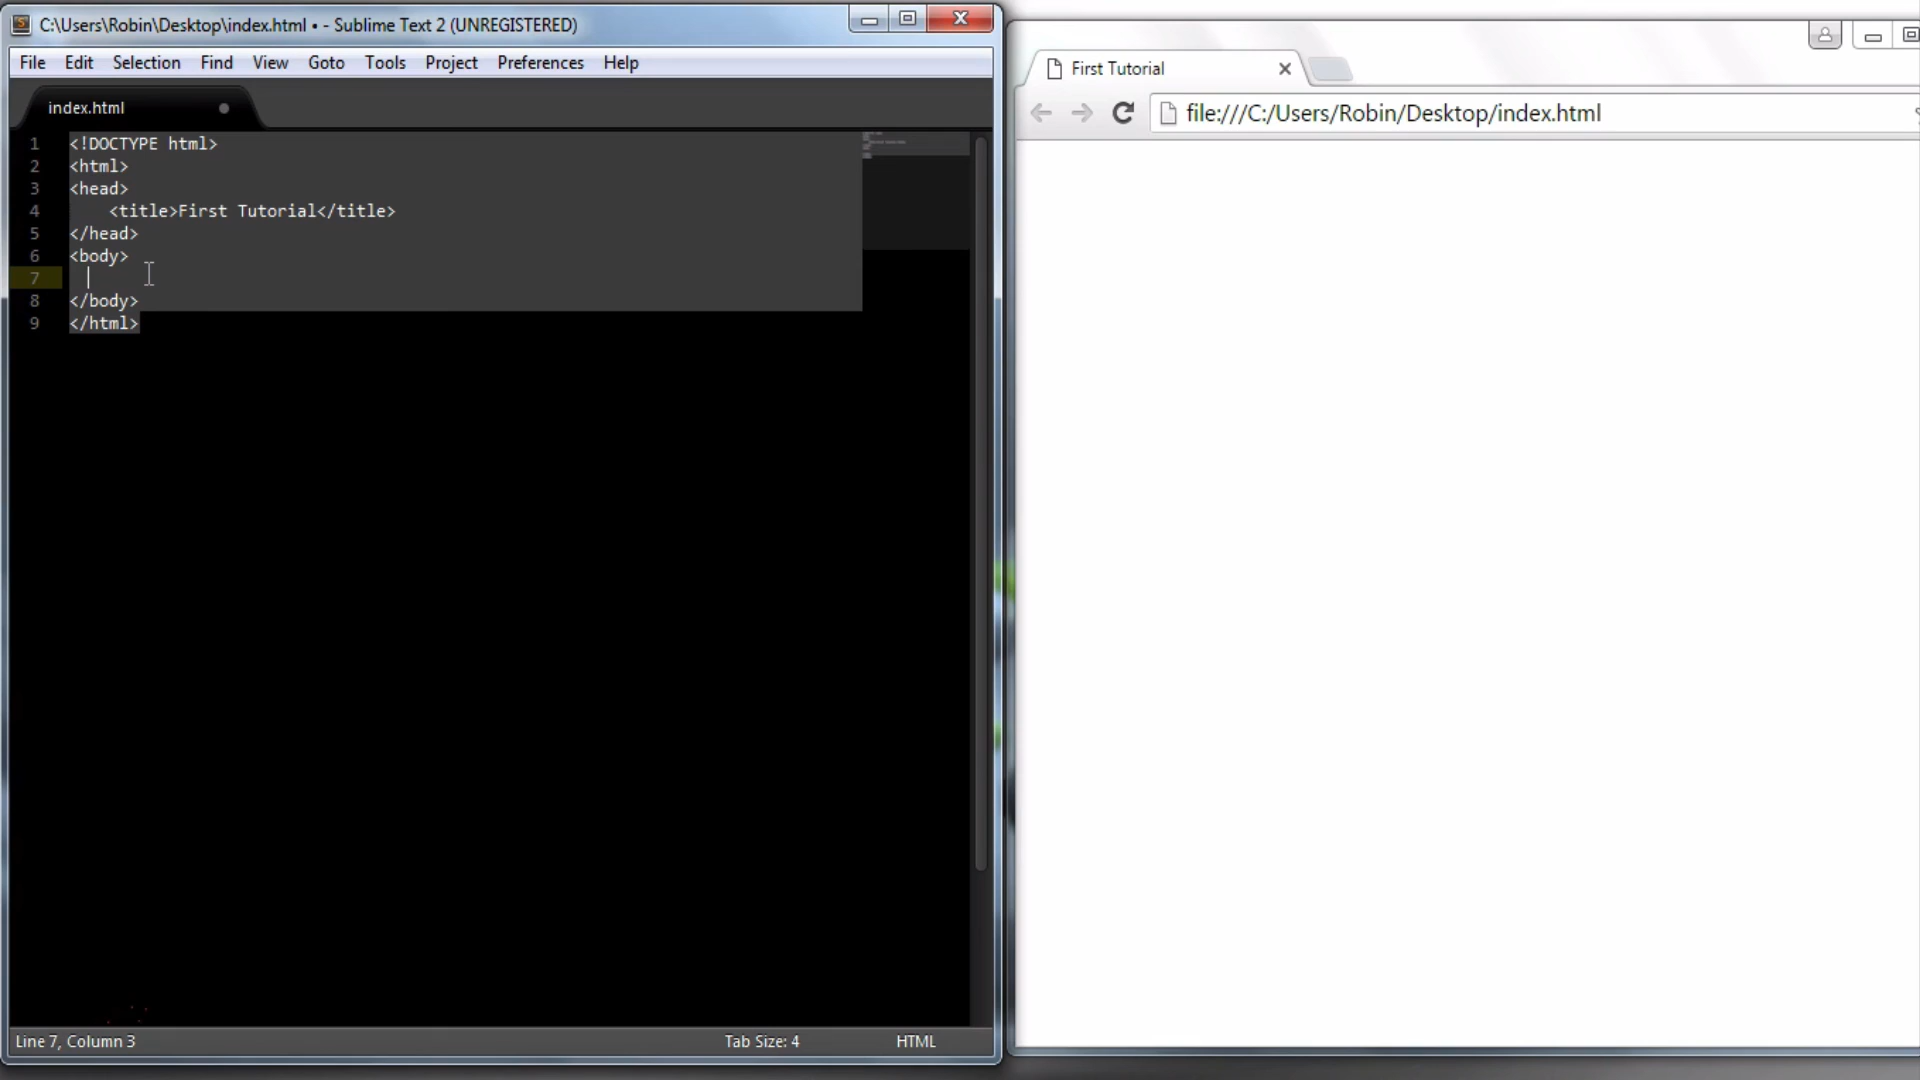 C:\Users\Robin\Desktop\index.html • - Sublime Text 2 (UNREGISTERED)
File Edit Selection Find View Goto Tools Project Preferences Help
index.html
1 <!DOCTYPE html>
2 <html>
3 <head>
4 <title>First Tutorial</title>
5 </head>
6 <body>
7
8 </body>
9 </html>
Line 7, Column 3 Tab Size: 4 HTML
First Tutorial
file:///C:/Users/Robin/Desktop/index.html